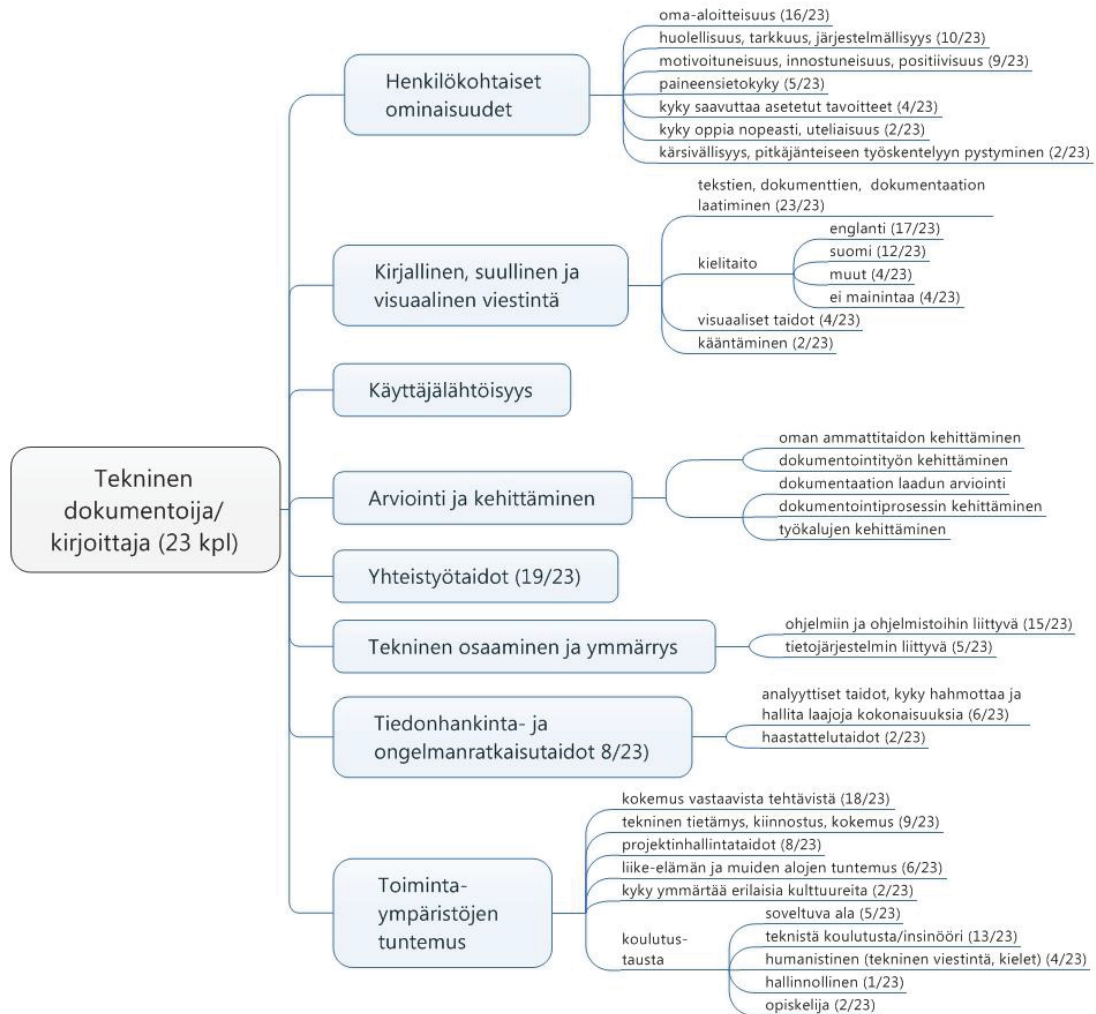 Tekninen
dokumentoija/
kirjoittaja (23 kpl)
Henkilökohtaiset
ominaisuudet
oma-aloitteisuus (16/23)
huolellisuus, tarkkuus, järjestelmällisyys (10/23)
motivoituneisuus, innostuneisuus, positiivisuus (9/23)
paineensietokyky (5/23)
kyky saavuttaa asetetut tavoitteet (4/23)
kyky oppia nopeasti, uteliaisuus (2/23)
kärsivällisyys, pitkäjänteiseen työskentelyyn pystyminen (2/23)
Kirjallinen, suullinen ja
visuaalinen viestintä
tekstien, dokumenttien, dokumentaation
laatiminen (23/23)
kielitaito
englanti (17/23)
suomi (12/23)
muut (4/23)
ei mainintaa (4/23)
visuaaliset taidot (4/23)
kääntäminen (2/23)
Käyttäjälähtöisyys
Arviointi ja kehittäminen
oman ammattitaidon kehittäminen
dokumentointityön kehittäminen
dokumentaation laadun arviointi
dokumentointiprosessin kehittäminen
työkalujen kehittäminen
Yhteistyötaidot (19/23)
Tekninen osaaminen ja ymmärrys
ohjelmiin ja ohjelmistoihin liittyvä (15/23)
tietojärjestelmin liittyvä (5/23)
Tiedonhankinta- ja
ongelmanratkaisutaidot 8/23)
analyyttiset taidot, kyky hahmottaa ja
hallita laajoja kokonaisuuksia (6/23)
haastattelutaidot (2/23)
Toiminta-
ympäristöjen
tuntemus
kokemus vastaavista tehtävistä (18/23)
tekninen tietämys, kiinnostus, kokemus (9/23)
projektinhallintataidot (8/23)
liike-elämän ja muiden alojen tuntemus (6/23)
kyky ymmärtää erilaisia kulttuureita (2/23)
koulutus-
tausta
soveltuva ala (5/23)
teknistä koulutusta/insinööri (13/23)
humanistinen (tekninen viestintä, kielet) (4/23)
hallinnollinen (1/23)
opiskelija (2/23)